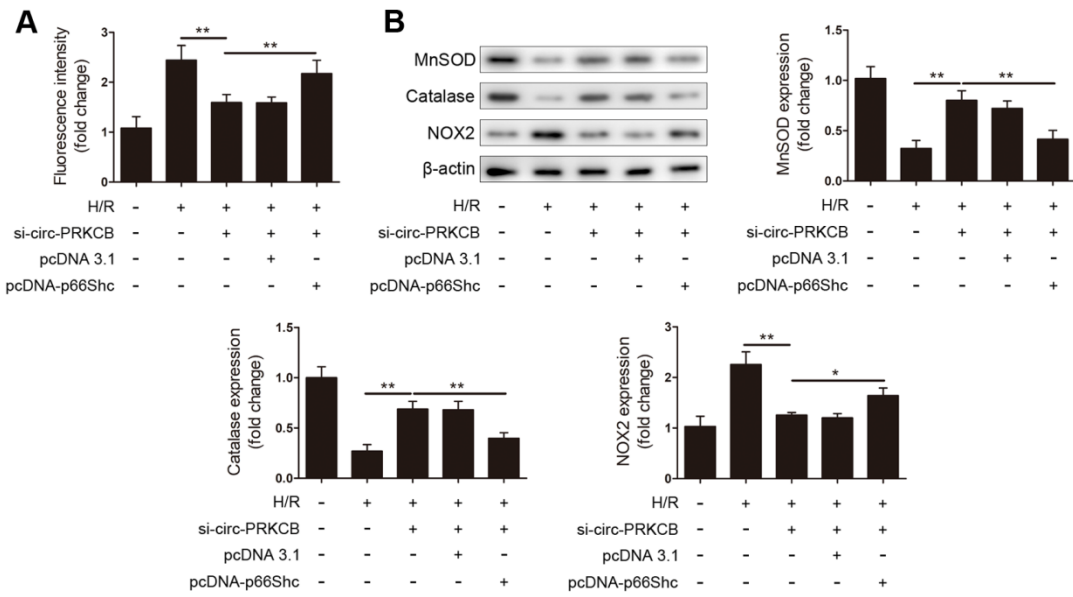 A
Fluorescence intensity
(fold change)
3
2
1
0
**
**
H/R - + + + +
si-circ-PRKCB - - + + +
pcDNA 3.1 - - - + -
pcDNA-p66Shc - - - - +
B
MnSOD
Catalase
NOX2
β-actin
H/R - + + + +
si-circ-PRKCB - - + + +
pcDNA 3.1 - - - + -
pcDNA-p66Shc - - - - +
MnSOD expression
(fold change)
1.5
1.0
0.5
0.0
**
**
H/R - + + + +
si-circ-PRKCB - - + + +
pcDNA 3.1 - - - + -
pcDNA-p66Shc - - - - +
Catalase expression
(fold change)
1.5
1.0
0.5
0.0
**
**
H/R - + + + +
si-circ-PRKCB - - + + +
pcDNA 3.1 - - - + -
pcDNA-p66Shc - - - - +
NOX2 expression
(fold change)
3
2
1
0
**
*
H/R - + + + +
si-circ-PRKCB - - + + +
pcDNA 3.1 - - - + -
pcDNA-p66Shc - - - - +